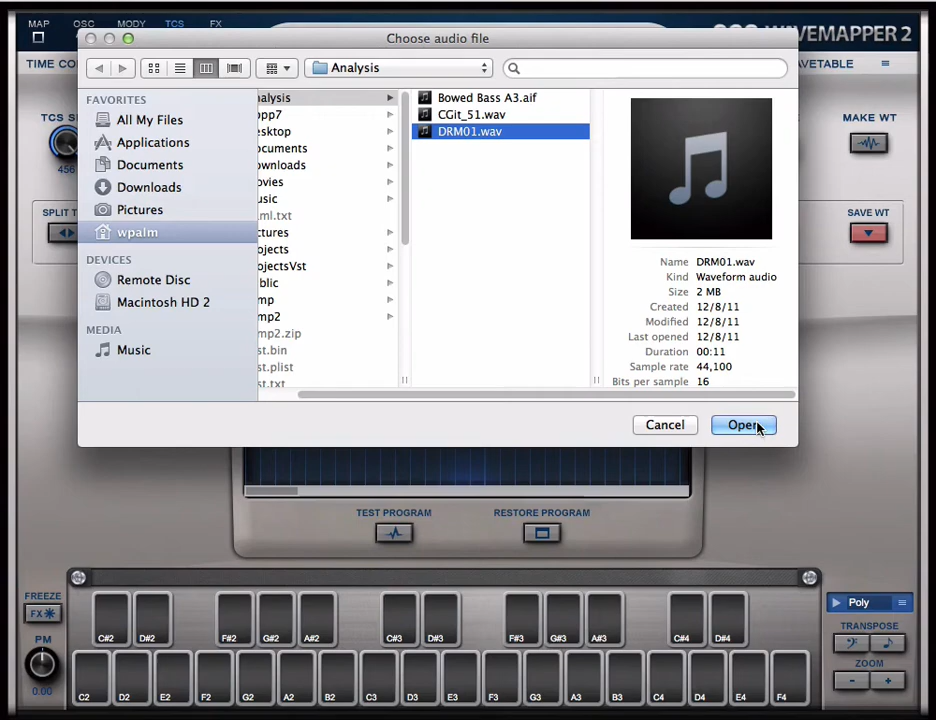 MAP
OSC
MODY
TCS
FX
WAVEMAPPER 2
Choose audio file
TIME CO
AVETABLE
Analysis
FAVORITES
All My Files
Applications
Documents
Downloads
Pictures
wpalm
DEVICES
Remote Disc
Macintosh HD 2
MEDIA
Music
nalysis
pp7
esktop
ocuments
ownloads
ovies
usic
ml.txt
ctures
ojects
ojectsVst
blic
mp
mp2
mp2.zip
st.bin
st.plist
st.txt
Bowed Bass A3.aif
CGit_51.wav
DRM01.wav
Name DRM01.wav
Kind Waveform audio
Size 2 MB
Created 12/8/11
Modified 12/8/11
Last opened 12/8/11
Duration 00:11
Sample rate 44,100
Bits per sample 16
Cancel
Open
TCS S
456
SPLIT T
MAKE WT
SAVE WT
TEST PROGRAM
RESTORE PROGRAM
FREEZE
FX
PM
0.00
C#2
D#2
F#2
G#2
A#2
C#3
D#3
F#3
G#3
A#3
C#4
D#4
C2
D2
E2
F2
G2
A2
B2
C3
D3
E3
F3
G3
A3
B3
C4
D4
E4
F4
Poly
TRANSPOSE
ZOOM